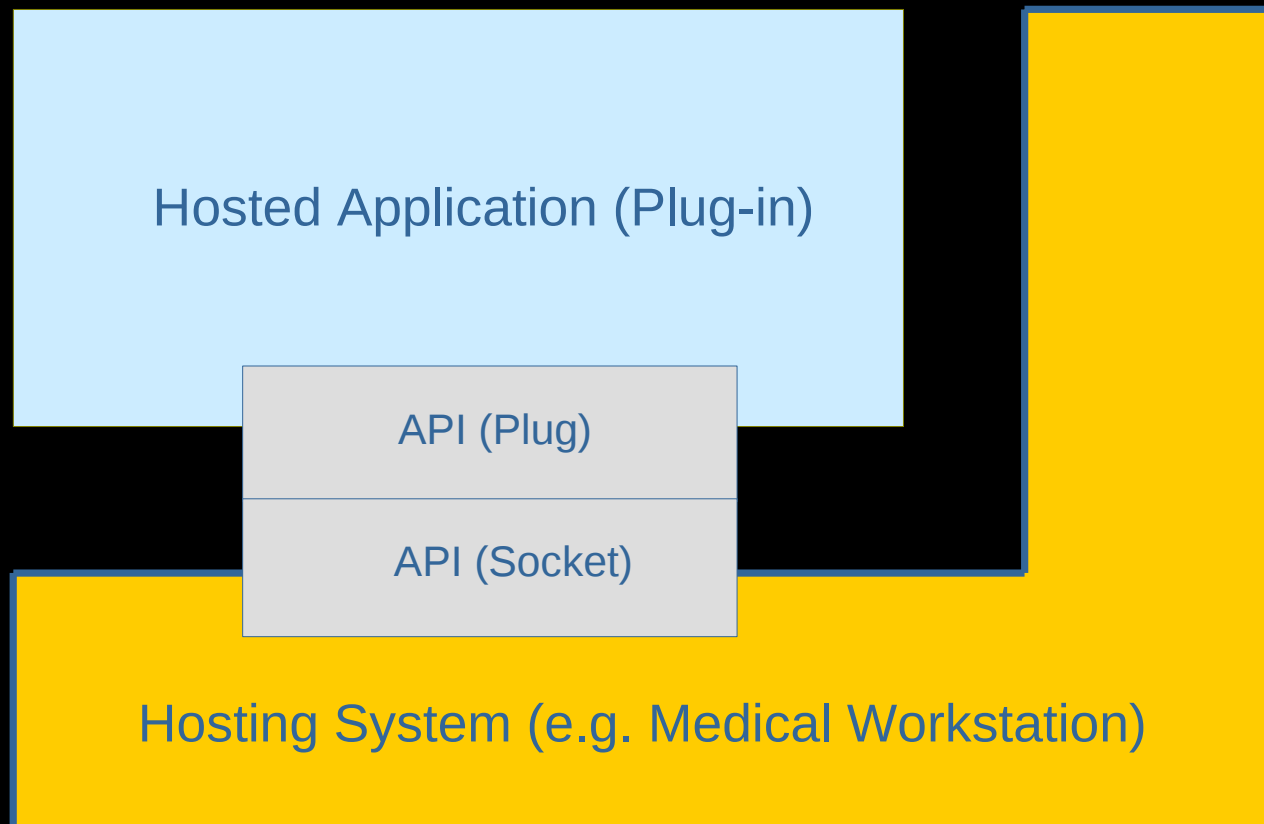 Hosted Application (Plug-in)
API (Plug)
API (Socket)
Hosting System (e.g. Medical Workstation)